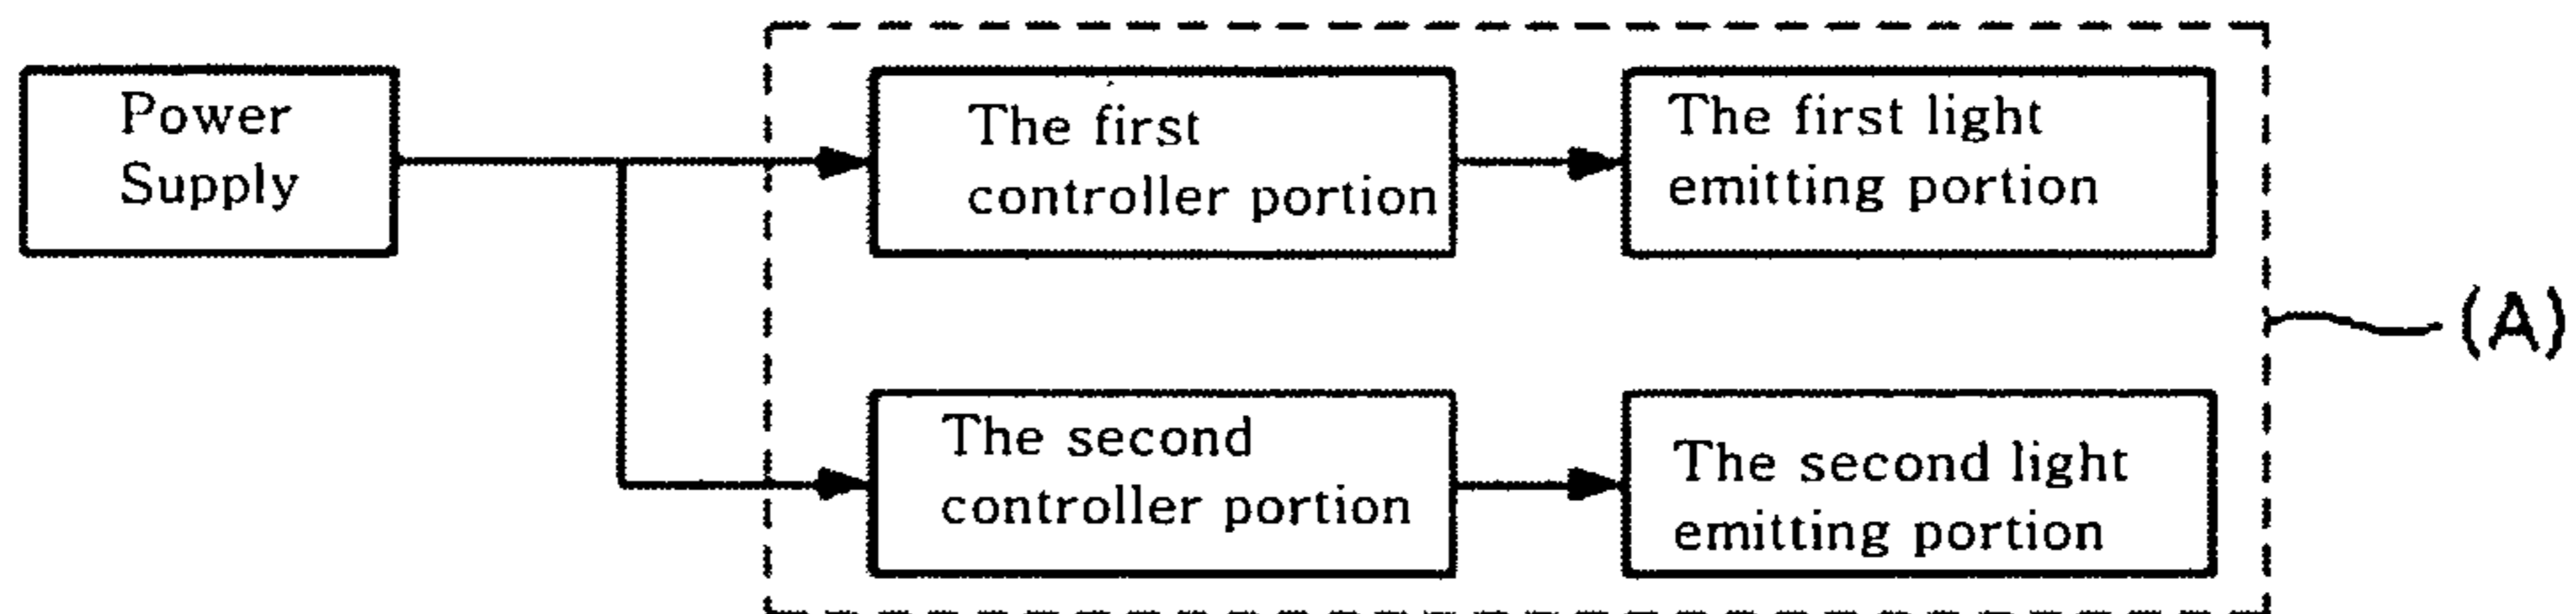 Power
Supply
The first
controller portion
The first light
emitting portion
(A)
The second
controller portion
The second light
emitting portion